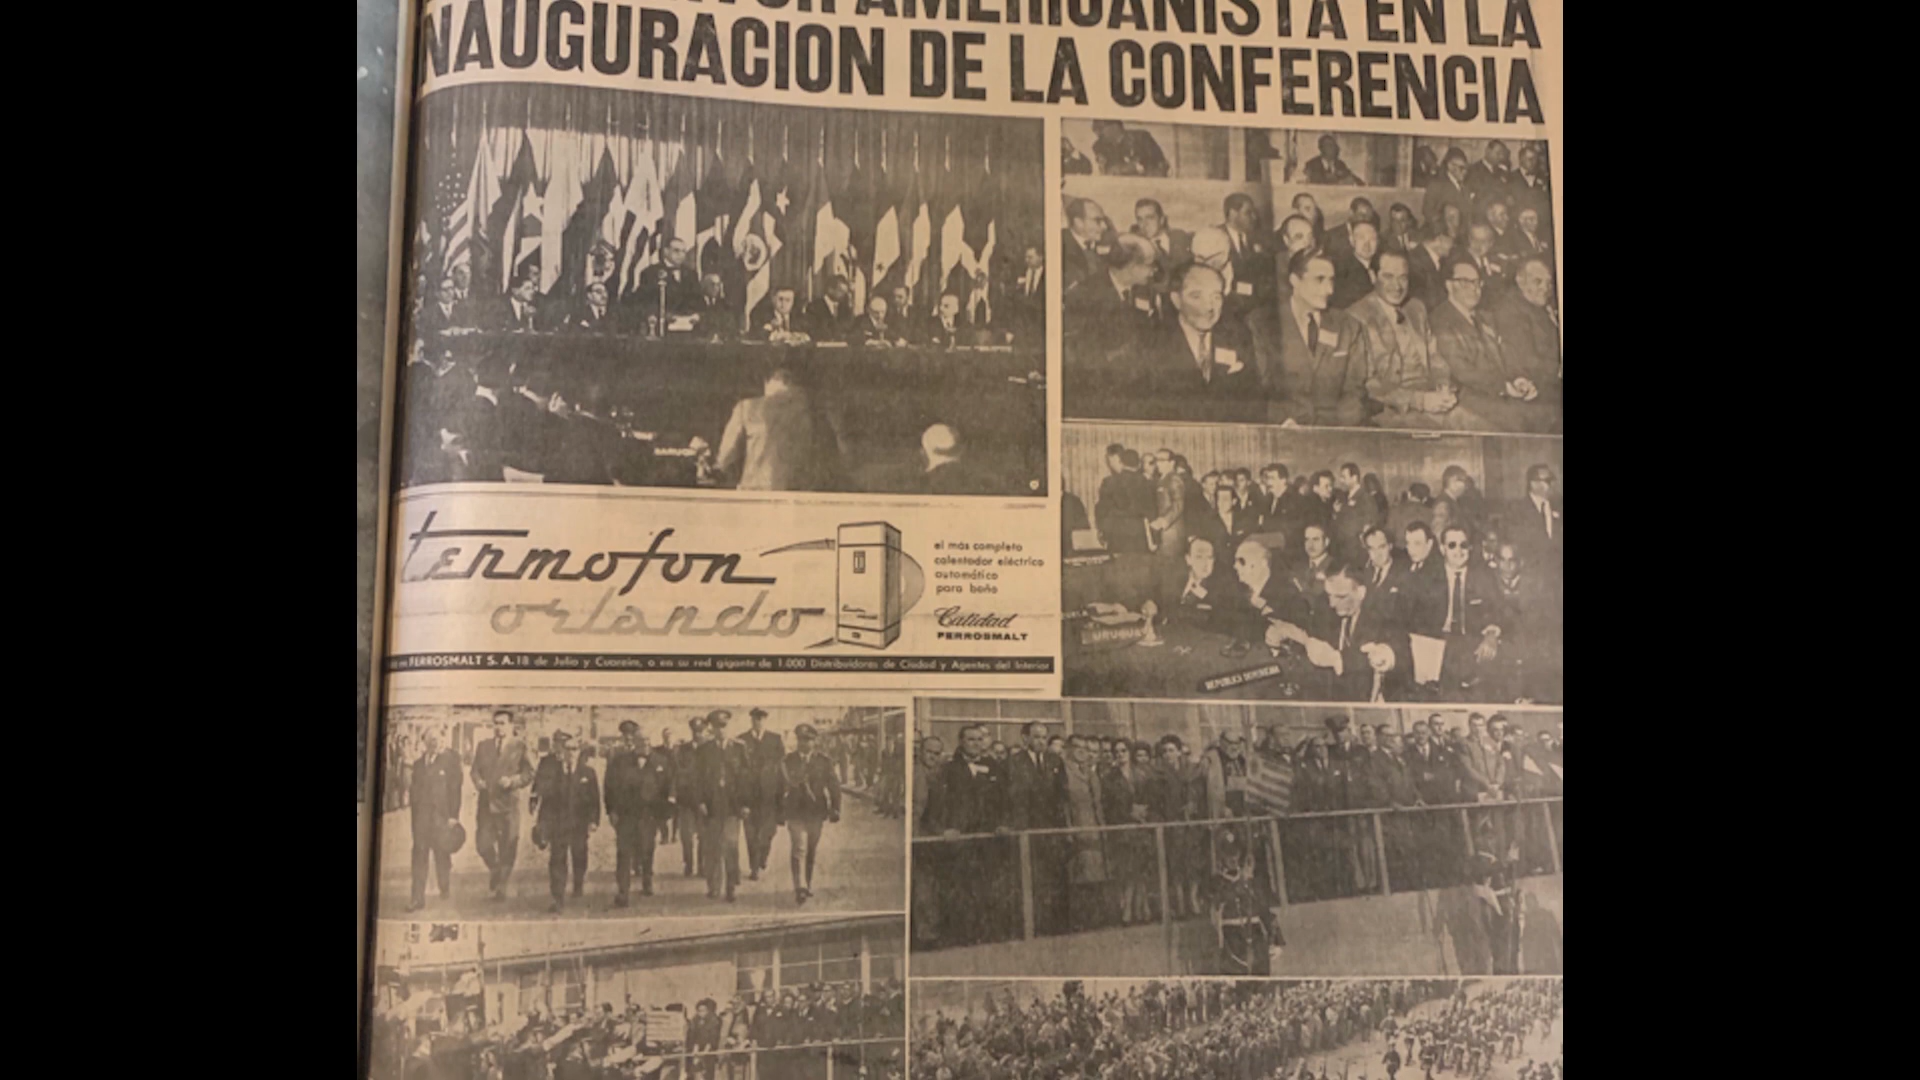 AMERICANISTA EN LA
NAUGURACION DE LA CONFERENCIA
termofon
orlando
el más completo
calentador eléctrico
automático
para baño
Calidad
FERROSMALT
en FERROSMALT S. A. 18 de Julio y Cuareim, o en su red gigante de 1.000 Distribuidores de Ciudad y Agentes del Interior
URUGUAY
REPUBLICA DOMINICANA